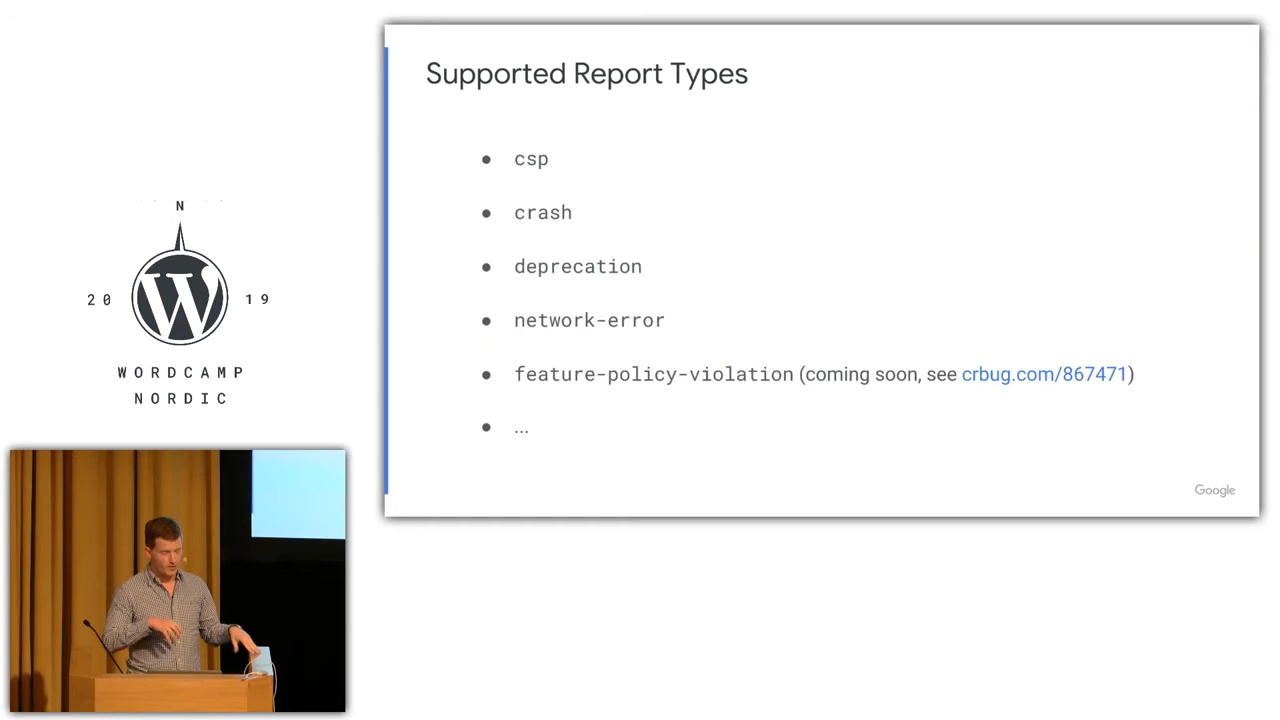 N
20 19
WORDCAMP
NORDIC
Supported Report Types
● csp
● crash
● deprecation
● network-error
● feature-policy-violation (coming soon, see crbug.com/867471)
● ...
Google